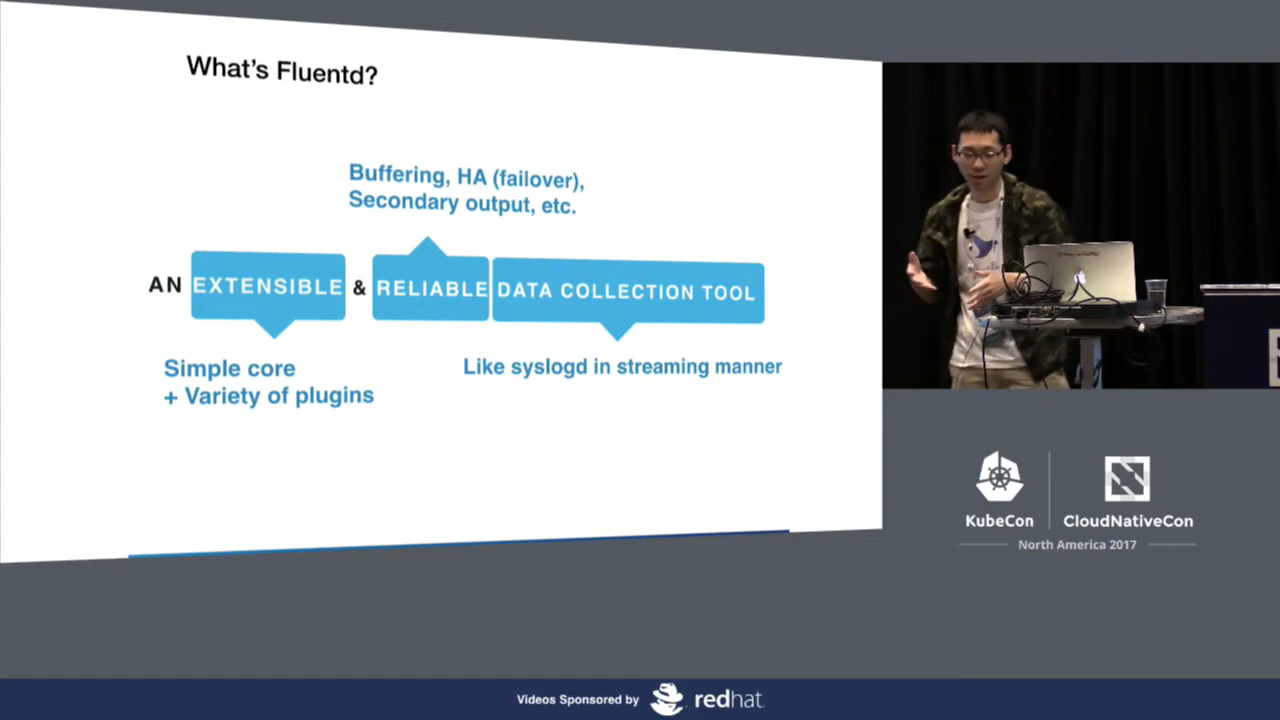 What's Fluentd?
Buffering, HA (failover),
Secondary output, etc.
AN EXTENSIBLE & RELIABLE DATA COLLECTION TOOL
Simple core
+ Variety of plugins
Like syslogd in streaming manner
KubeCon
CloudNativeCon
North America 2017
Videos Sponsored by redhat